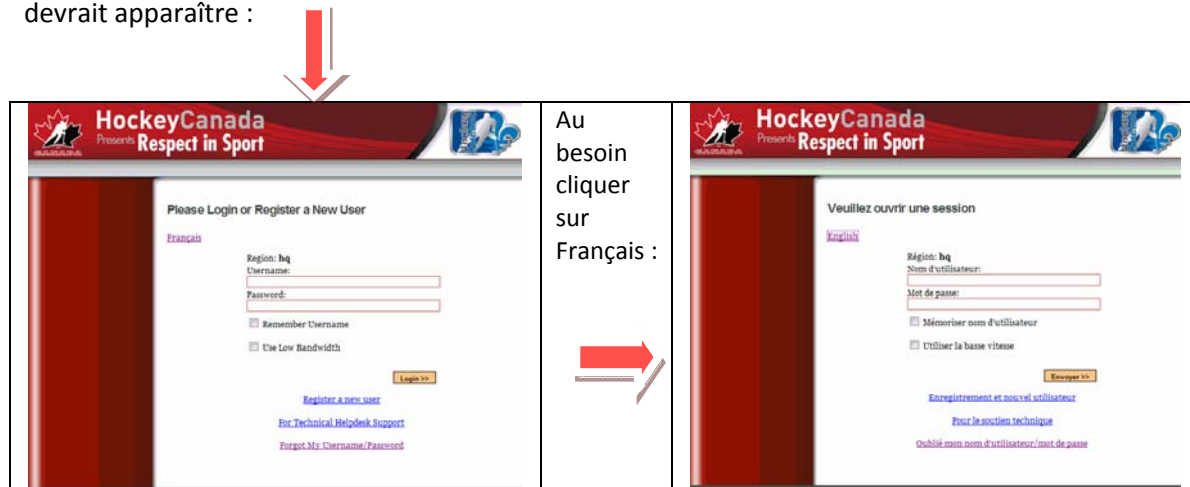 devrait apparaître :
HockeyCanada
Presents Respect in Sport
CANADA
Please Login or Register a New User
Français
Region: hq
Username:
Password:
Remember Username
Use Low Bandwidth
Login >>
Register a new user
For Technical Helpdesk Support
Forgot My Username/Password
Au
besoin
cliquer
sur
Français :
HockeyCanada
Presents Respect in Sport
CANADA
Veuillez ouvrir une session
English
Région: hq
Nom d'utilisateur:
Mot de passe:
Mémoriser nom d'utilisateur
Utiliser la basse vitesse
Envoyer >>
Enregistrement et nouvel utilisateur
Pour le soutien technique
Oublié mon nom d'utilisateur/mot de passe